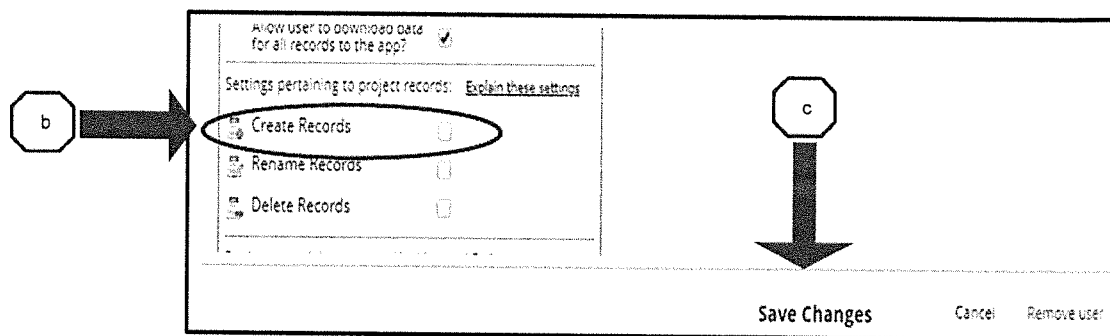 Allow user to download data
for all records to the app?
Settings pertaining to project records: Explain these settings
b
Create Records
c
Rename Records
Delete Records
Save Changes Cancel Remove user